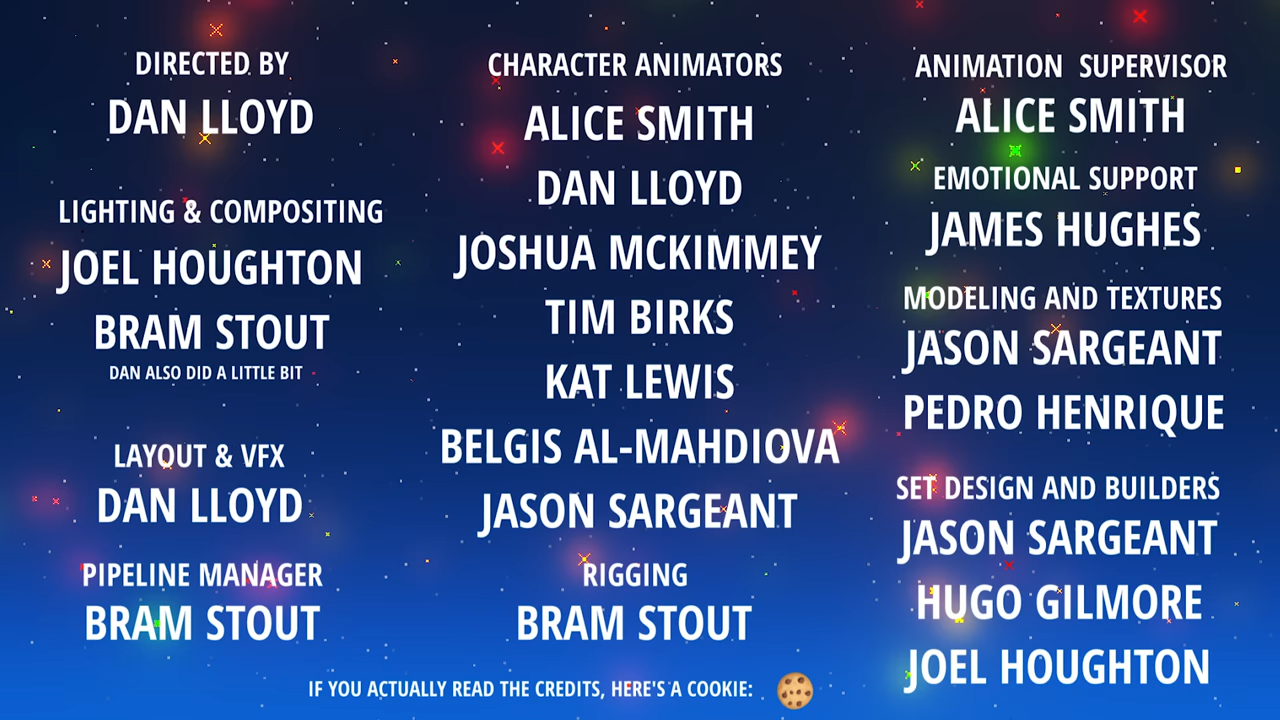 DIRECTED BY
DAN LLOYD
LIGHTING & COMPOSITING
JOEL HOUGHTON
BRAM STOUT
DAN ALSO DID A LITTLE BIT
LAYOUT & VFX
DAN LLOYD
PIPELINE MANAGER
BRAM STOUT
CHARACTER ANIMATORS
ALICE SMITH
DAN LLOYD
JOSHUA MCKIMMEY
TIM BIRKS
KAT LEWIS
BELGIS AL-MAHDIOVA
JASON SARGEANT
RIGGING
BRAM STOUT
ANIMATION SUPERVISOR
ALICE SMITH
EMOTIONAL SUPPORT
JAMES HUGHES
MODELING AND TEXTURES
JASON SARGEANT
PEDRO HENRIQUE
SET DESIGN AND BUILDERS
JASON SARGEANT
HUGO GILMORE
JOEL HOUGHTON
IF YOU ACTUALLY READ THE CREDITS, HERE'S A COOKIE: